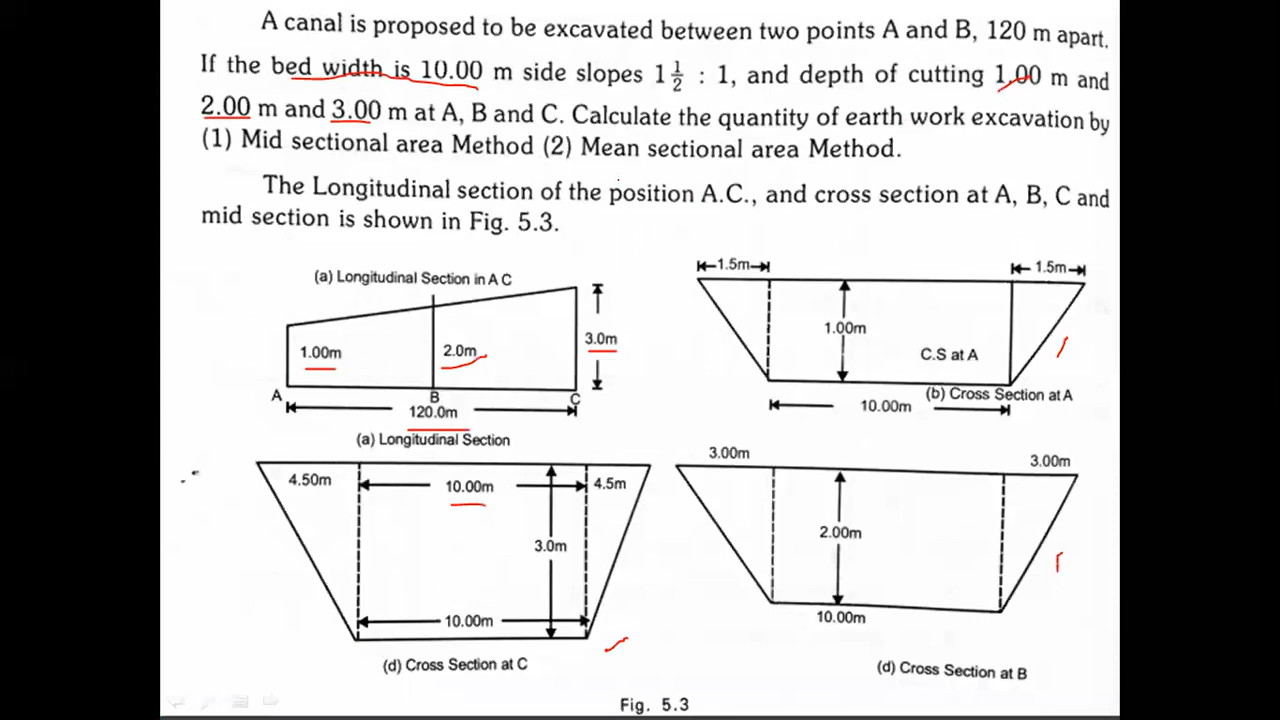 A canal is proposed to be excavated between two points A and B, 120 m apart.
If the bed width is 10.00 m side slopes 1 1/2 : 1, and depth of cutting 1.00 m and
2.00 m and 3.00 m at A, B and C. Calculate the quantity of earth work excavation by
(1) Mid sectional area Method (2) Mean sectional area Method.
The Longitudinal section of the position A.C., and cross section at A, B, C and
mid section is shown in Fig. 5.3.
(a) Longitudinal Section in A C
1.00m
2.0m
3.0m
A
B
C
120.0m
(a) Longitudinal Section
1.5m
1.5m
1.00m
C.S at A
(b) Cross Section at A
10.00m
4.50m
10.00m
4.5m
3.0m
10.00m
(d) Cross Section at C
3.00m
3.00m
2.00m
10.00m
(d) Cross Section at B
Fig. 5.3